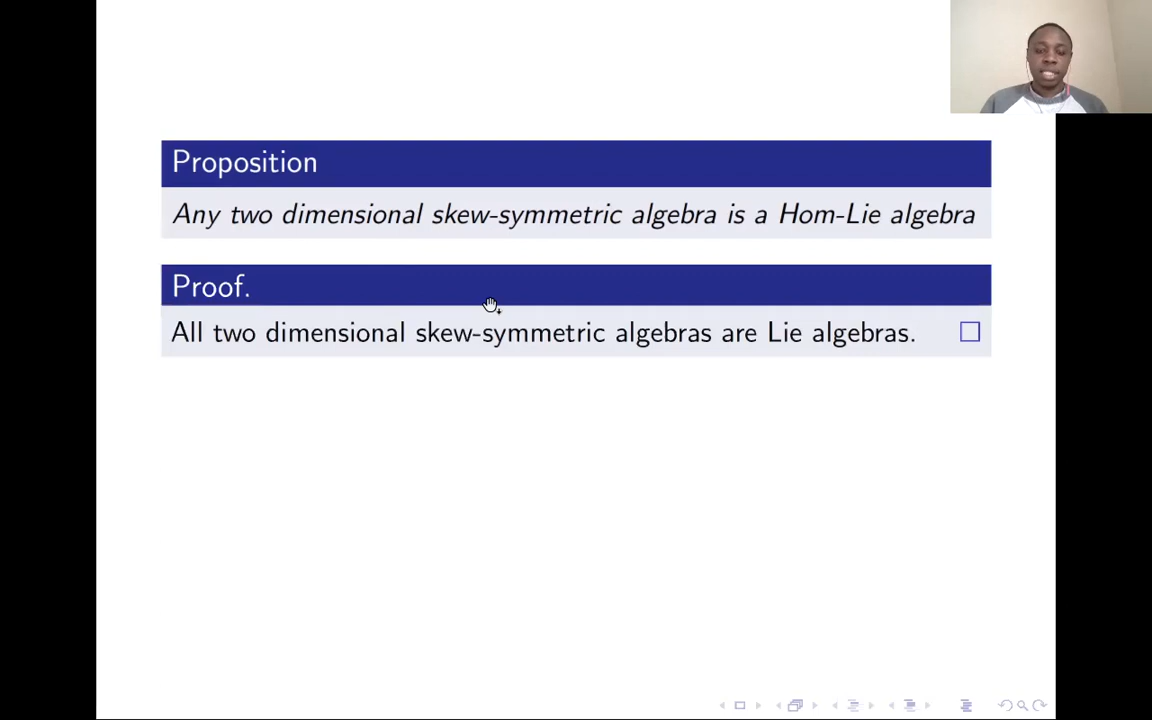 Proposition
Any two dimensional skew-symmetric algebra is a Hom-Lie algebra
Proof.
All two dimensional skew-symmetric algebras are Lie algebras.